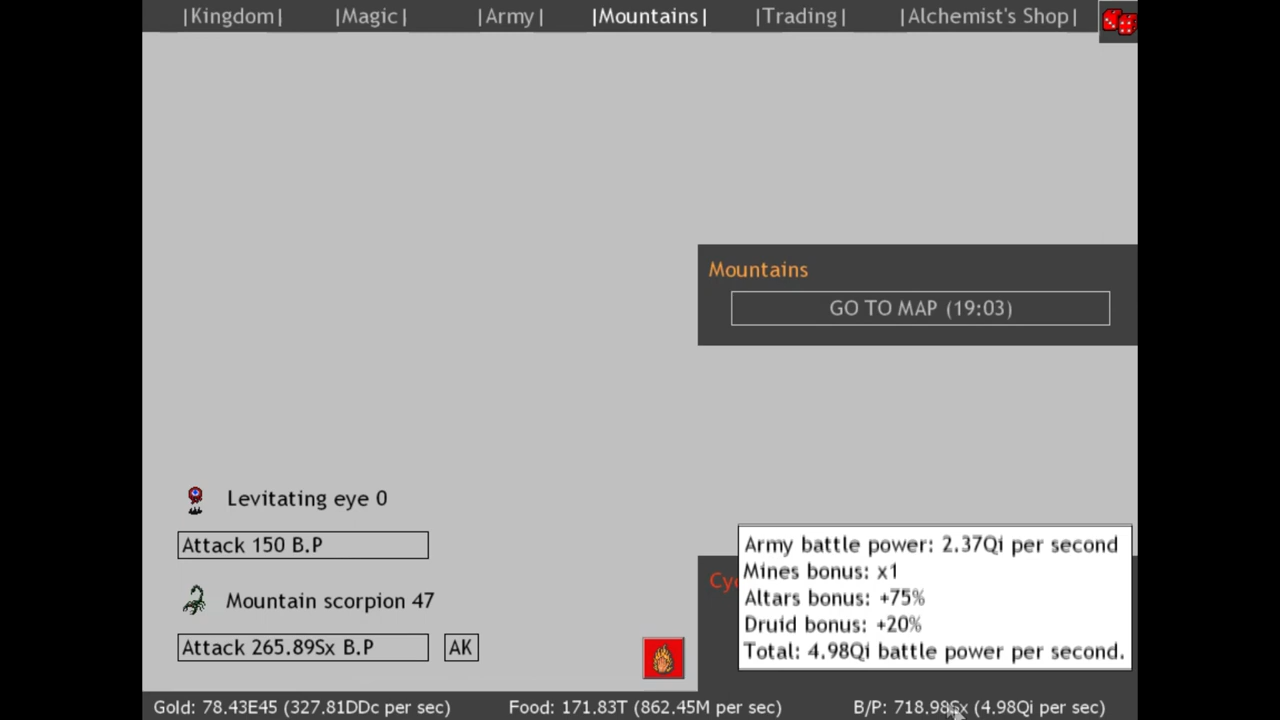 |Kingdom| |Magic| |Army| |Mountains| |Trading| |Alchemist's Shop|
Mountains
GO TO MAP (19:03)
Levitating eye 0
Attack 150 B.P
Mountain scorpion 47
Attack 265.89Sx B.P AK
Cyc
Army battle power: 2.37Qi per second
Mines bonus: x1
Altars bonus: +75%
Druid bonus: +20%
Total: 4.98Qi battle power per second.
Gold: 78.43E45 (327.81DDc per sec) Food: 171.83T (862.45M per sec) B/P: 718.98Sx (4.98Qi per sec)